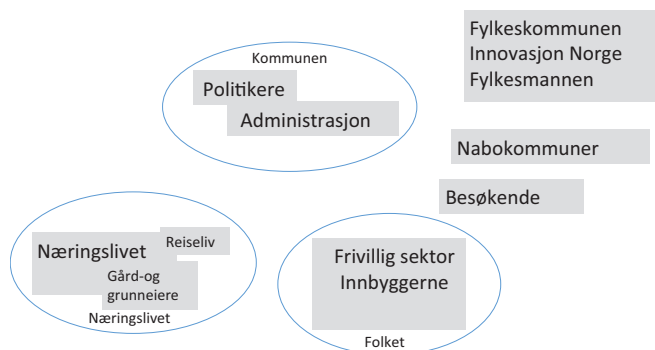 Fylkeskommunen
Innovasjon Norge
Fylkesmannen
Kommunen
Politikere
Administrasjon
Nabokommuner
Besøkende
Næringslivet
Reiseliv
Gård-og
grunneiere
Næringslivet
Frivillig sektor
Innbyggerne
Folket